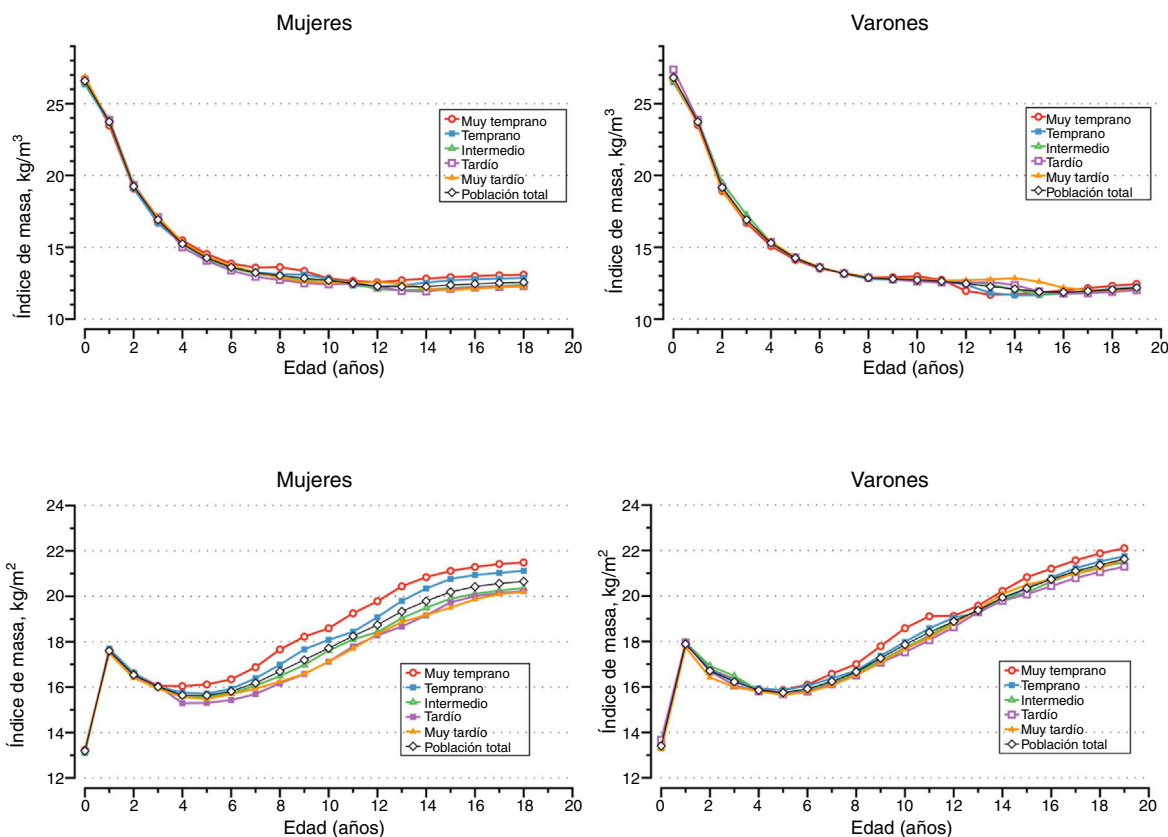 Mujeres
Índice de masa, kg/m³
25
20
15
10
0 2 4 6 8 10 12 14 16 18 20
Edad (años)
Muy temprano
Temprano
Intermedio
Tardío
Muy tardío
Población total
Varones
Índice de masa, kg/m³
25
20
15
10
0 2 4 6 8 10 12 14 16 18 20
Edad (años)
Muy temprano
Temprano
Intermedio
Tardío
Muy tardío
Población total
Mujeres
Índice de masa, kg/m²
24
22
20
18
16
14
12
0 2 4 6 8 10 12 14 16 18 20
Edad (años)
Muy temprano
Temprano
Intermedio
Tardío
Muy tardío
Población total
Varones
Índice de masa, kg/m²
24
22
20
18
16
14
12
0 2 4 6 8 10 12 14 16 18 20
Edad (años)
Muy temprano
Temprano
Intermedio
Tardío
Muy tardío
Población total